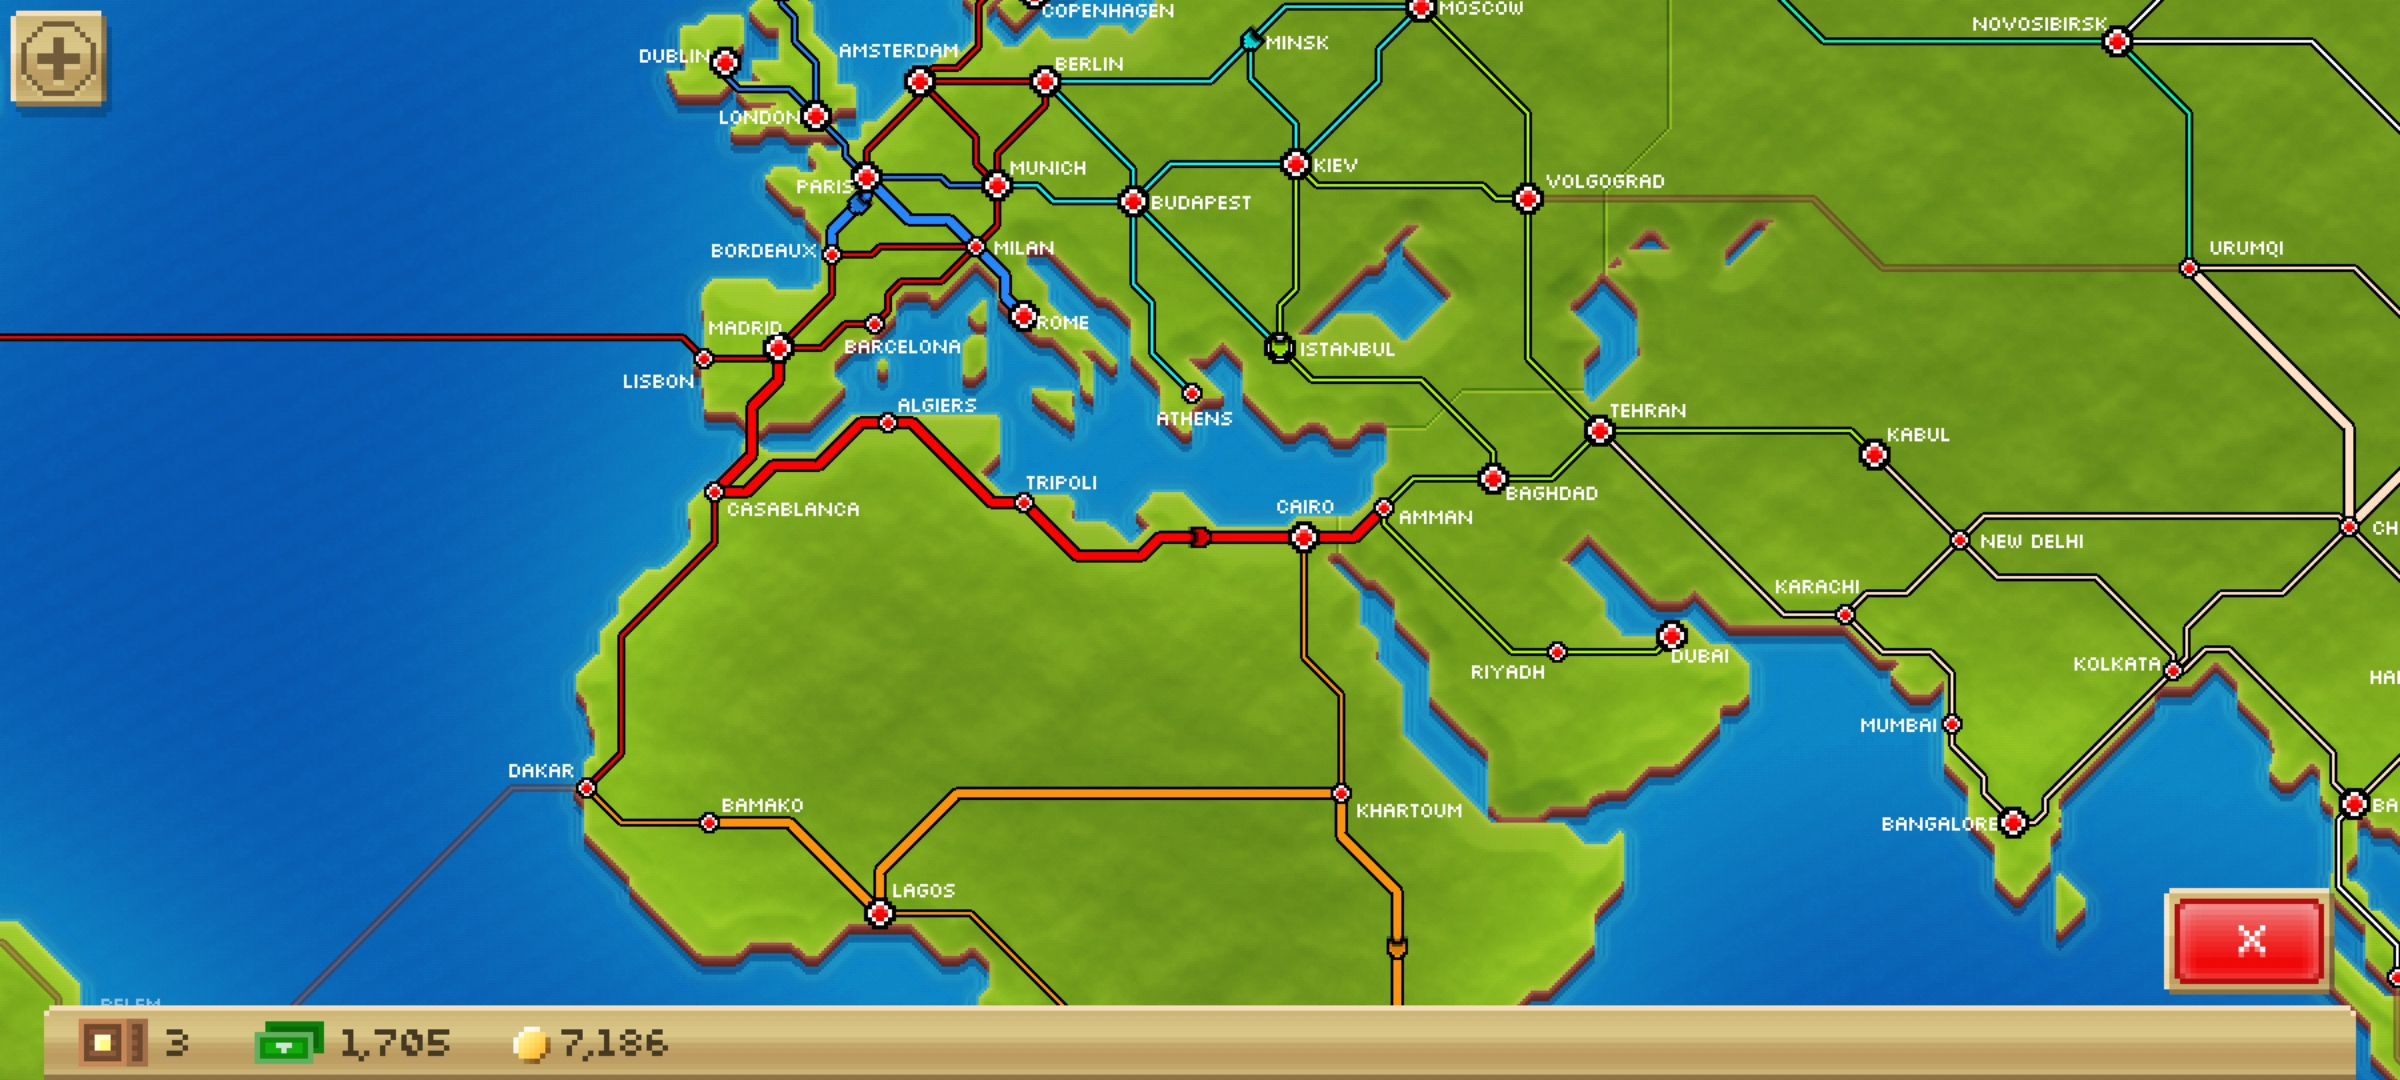 COPENHAGEN
MOSCOW
NOVOSIBIRSK
DUBLIN
AMSTERDAM
MINSK
BERLIN
LONDON
MUNICH
KIEV
PARIS
VOLGOGRAD
BUDAPEST
BORDEAUX
MILAN
URUMQI
MADRID
ROME
BARCELONA
ISTANBUL
LISBON
ALGIERS
ATHENS
TEHRAN
KABUL
TRIPOLI
BAGHDAD
CASABLANCA
CAIRO
AMMAN
CH
NEW DELHI
KARACHI
RIYADH
DUBAI
KOLKATA
HA
MUMBAI
DAKAR
BAMAKO
KHARTOUM
BA
BANGALORE
LAGOS
X
BELEM
3
1,705
7,186